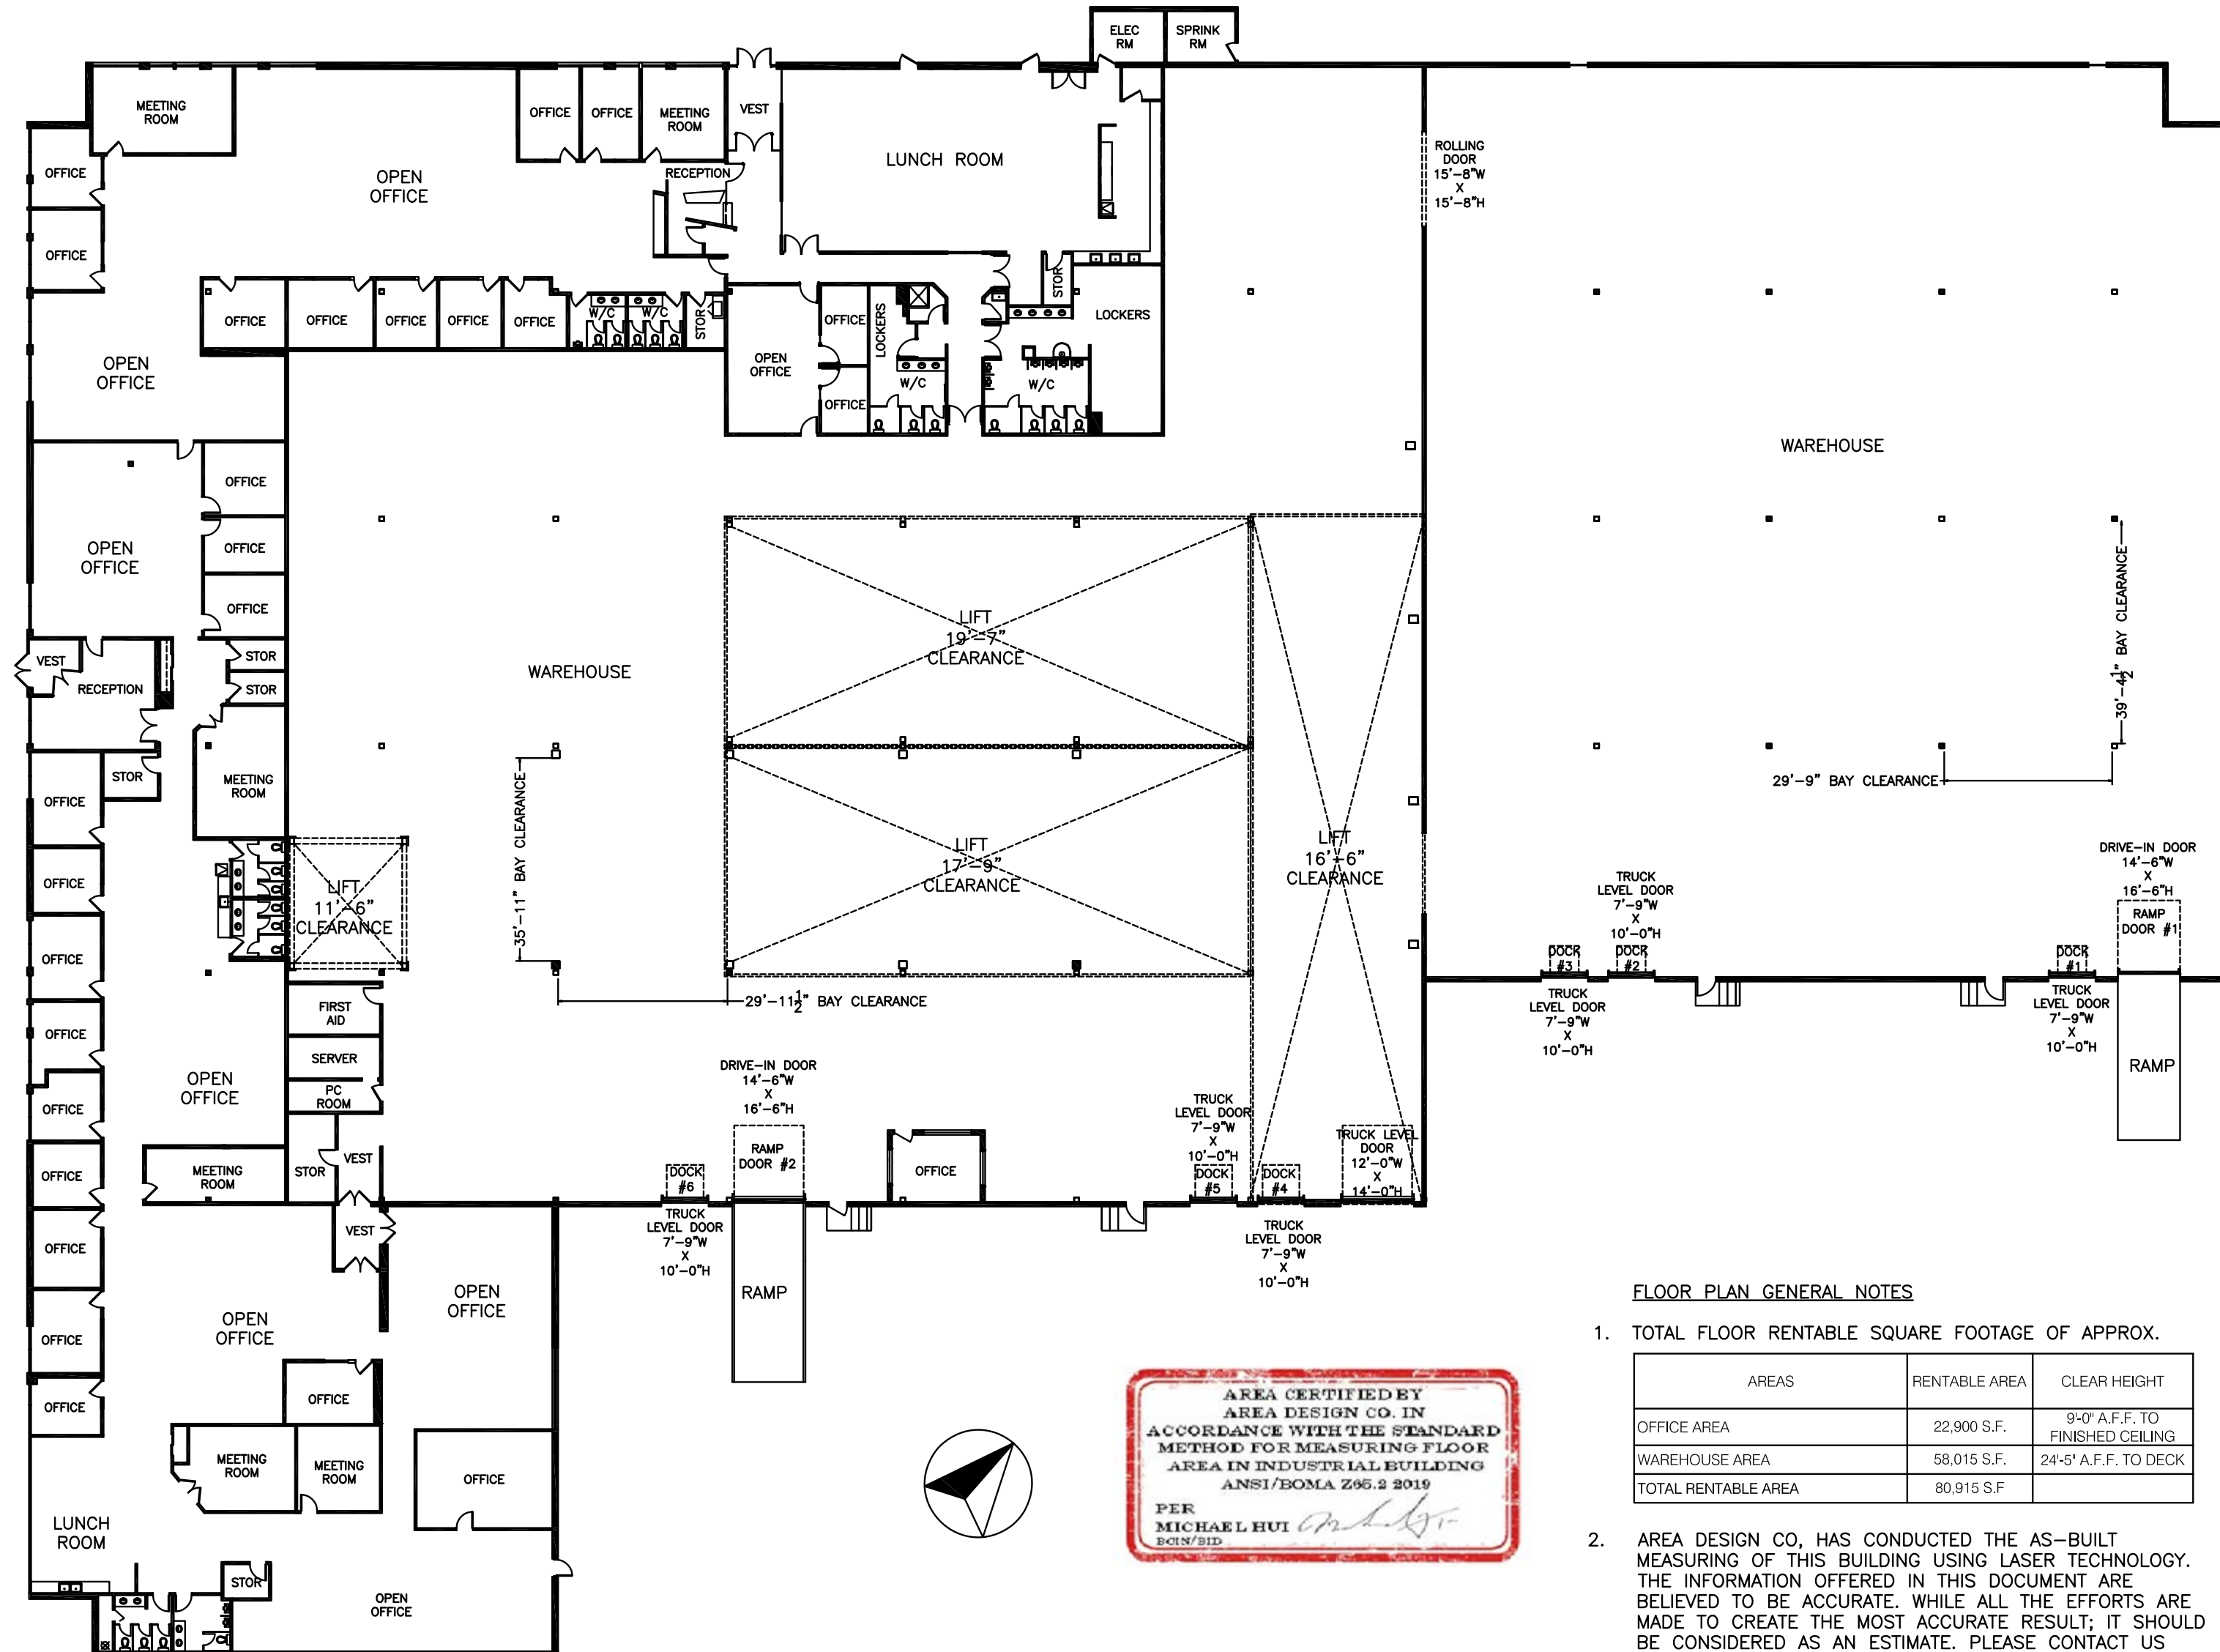 ELEC
RM
SPRINK
RM
MEETING
ROOM
OFFICE
OFFICE
MEETING
ROOM
VEST
LUNCH ROOM
ROLLING
DOOR
15'-8"W
X
15'-8"H
OFFICE
OPEN
OFFICE
RECEPTION
OFFICE
OFFICE
OFFICE
OFFICE
OFFICE
OFFICE
W/C
W/C
STOR
OPEN
OFFICE
OFFICE
OFFICE
LOCKERS
W/C
STOR
W/C
LOCKERS
OPEN
OFFICE
WAREHOUSE
OFFICE
OPEN
OFFICE
OFFICE
OFFICE
VEST
RECEPTION
STOR
STOR
STOR
MEETING
ROOM
WAREHOUSE
LIFT
19'-7"
CLEARANCE
LIFT
17'-9"
CLEARANCE
LIFT
16'-6"
CLEARANCE
LIFT
11'-6"
CLEARANCE
35'-11" BAY CLEARANCE
29'-11 1/2" BAY CLEARANCE
39'-4 1/2" BAY CLEARANCE
29'-9" BAY CLEARANCE
DRIVE-IN DOOR
14'-6"W
X
16'-6"H
RAMP
DOOR #1
TRUCK
LEVEL DOOR
7'-9"W
X
10'-0"H
DOCK
#3
DOCK
#2
DOCK
#1
TRUCK
LEVEL DOOR
7'-9"W
X
10'-0"H
TRUCK
LEVEL DOOR
7'-9"W
X
10'-0"H
RAMP
OFFICE
OFFICE
OFFICE
OFFICE
OFFICE
OFFICE
OFFICE
OFFICE
OFFICE
OPEN
OFFICE
FIRST
AID
SERVER
PC
ROOM
STOR
VEST
MEETING
ROOM
VEST
DRIVE-IN DOOR
14'-6"W
X
16'-6"H
RAMP
DOOR #2
DOCK
#6
TRUCK
LEVEL DOOR
7'-9"W
X
10'-0"H
RAMP
OFFICE
TRUCK
LEVEL DOOR
7'-9"W
X
10'-0"H
DOCK
#5
DOCK
#4
TRUCK LEVEL
DOOR
12'-0"W
X
14'-0"H
TRUCK
LEVEL DOOR
7'-9"W
X
10'-0"H
OPEN
OFFICE
OPEN
OFFICE
OFFICE
MEETING
ROOM
MEETING
ROOM
OFFICE
LUNCH
ROOM
STOR
OPEN
OFFICE
AREA CERTIFIED BY
AREA DESIGN CO. IN
ACCORDANCE WITH THE STANDARD
METHOD FOR MEASURING FLOOR
AREA IN INDUSTRIAL BUILDING
ANSI/BOMA Z65.2 2019
PER
MICHAEL HUI
BCIN/BID
FLOOR PLAN GENERAL NOTES
1. TOTAL FLOOR RENTABLE SQUARE FOOTAGE OF APPROX.
AREAS RENTABLE AREA CLEAR HEIGHT
OFFICE AREA 22,900 S.F. 9'-0" A.F.F. TO
FINISHED CEILING
WAREHOUSE AREA 58,015 S.F. 24'-5" A.F.F. TO DECK
TOTAL RENTABLE AREA 80,915 S.F
2. AREA DESIGN CO, HAS CONDUCTED THE AS-BUILT
MEASURING OF THIS BUILDING USING LASER TECHNOLOGY.
THE INFORMATION OFFERED IN THIS DOCUMENT ARE
BELIEVED TO BE ACCURATE. WHILE ALL THE EFFORTS ARE
MADE TO CREATE THE MOST ACCURATE RESULT; IT SHOULD
BE CONSIDERED AS AN ESTIMATE. PLEASE CONTACT US